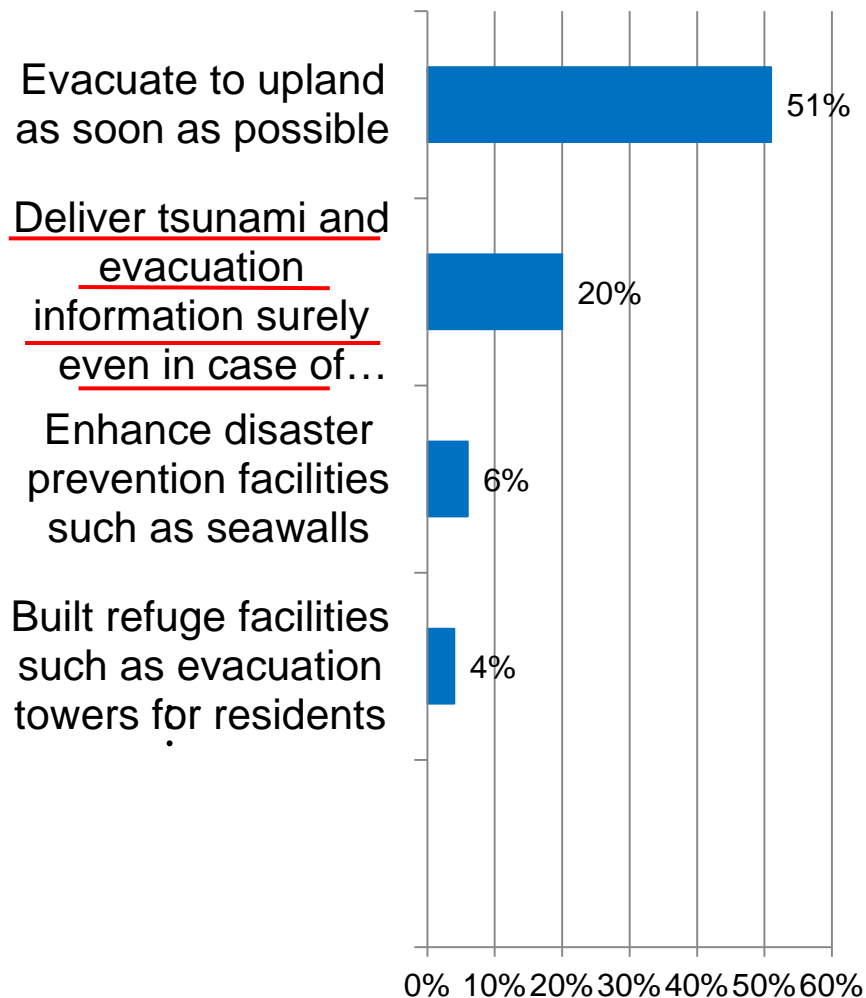 Evacuate to upland
as soon as possible
51%
Deliver tsunami and
evacuation
information surely
even in case of…
20%
Enhance disaster
prevention facilities
such as seawalls
6%
Built refuge facilities
such as evacuation
towers for residents
4%
0% 10% 20% 30% 40% 50% 60%